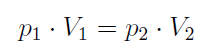 p₁ · V₁ = p₂ · V₂